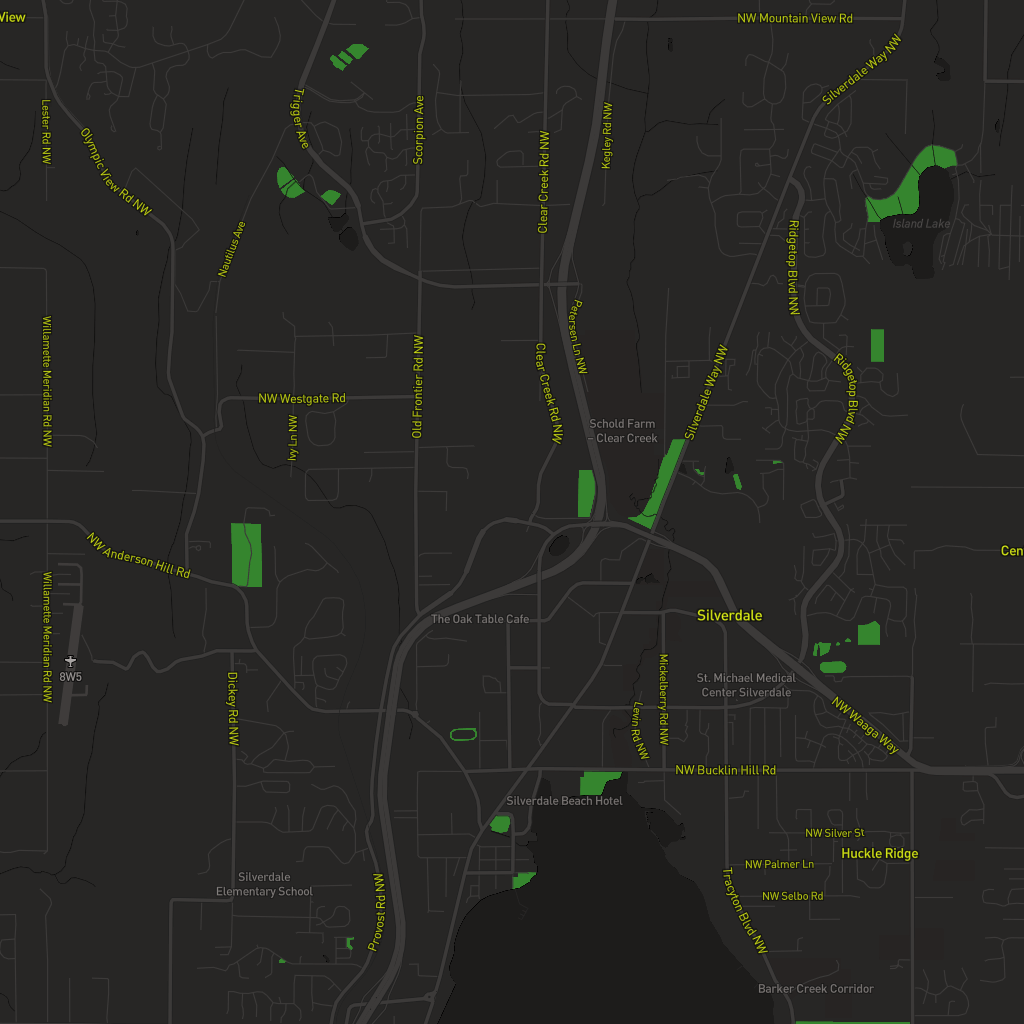 View
NW Mountain View Rd
Silverdale Way NW
Lester Rd NW
Olympic View Rd NW
Trigger Ave
Scorpion Ave
Clear Creek Rd NW
Kegley Rd NW
Nautilus Ave
Ridgetop Blvd NW
Island Lake
Willamette Meridian Rd NW
Petersen Ln NW
Old Frontier Rd NW
Clear Creek Rd NW
Silverdale Way NW
Ridgetop Blvd NW
NW Westgate Rd
Ivy Ln NW
Schold Farm
- Clear Creek
NW Anderson Hill Rd
Cen
Willamette Meridian Rd NW
The Oak Table Cafe
Silverdale
8W5
Dickey Rd NW
Mickelberry Rd NW
St. Michael Medical
Center Silverdale
Levin Rd NW
NW Waaga Way
NW Bucklin Hill Rd
Silverdale Beach Hotel
NW Silver St
Huckle Ridge
NW Palmer Ln
Silverdale
Elementary School
NW Selbo Rd
Provost Rd NW
Tracyton Blvd NW
Barker Creek Corridor